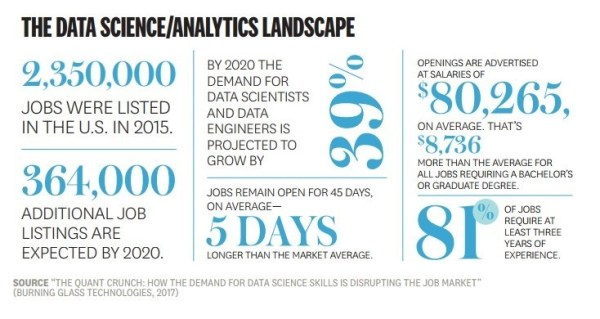 THE DATA SCIENCE/ANALYTICS LANDSCAPE
2,350,000
JOBS WERE LISTED
IN THE U.S. IN 2015.
364,000
ADDITIONAL JOB
LISTINGS ARE
EXPECTED BY 2020.
BY 2020 THE
DEMAND FOR
DATA SCIENTISTS
AND DATA
ENGINEERS IS
PROJECTED TO
GROW BY
39%
JOBS REMAIN OPEN FOR 45 DAYS,
ON AVERAGE—
5 DAYS
LONGER THAN THE MARKET AVERAGE.
OPENINGS ARE ADVERTISED
AT SALARIES OF
$80,265,
ON AVERAGE. THAT'S
$8,736
MORE THAN THE AVERAGE FOR
ALL JOBS REQUIRING A BACHELOR'S
OR GRADUATE DEGREE.
81%
OF JOBS
REQUIRE AT
LEAST THREE
YEARS OF
EXPERIENCE.
SOURCE "THE QUANT CRUNCH: HOW THE DEMAND FOR DATA SCIENCE SKILLS IS DISRUPTING THE JOB MARKET"
(BURNING GLASS TECHNOLOGIES, 2017)